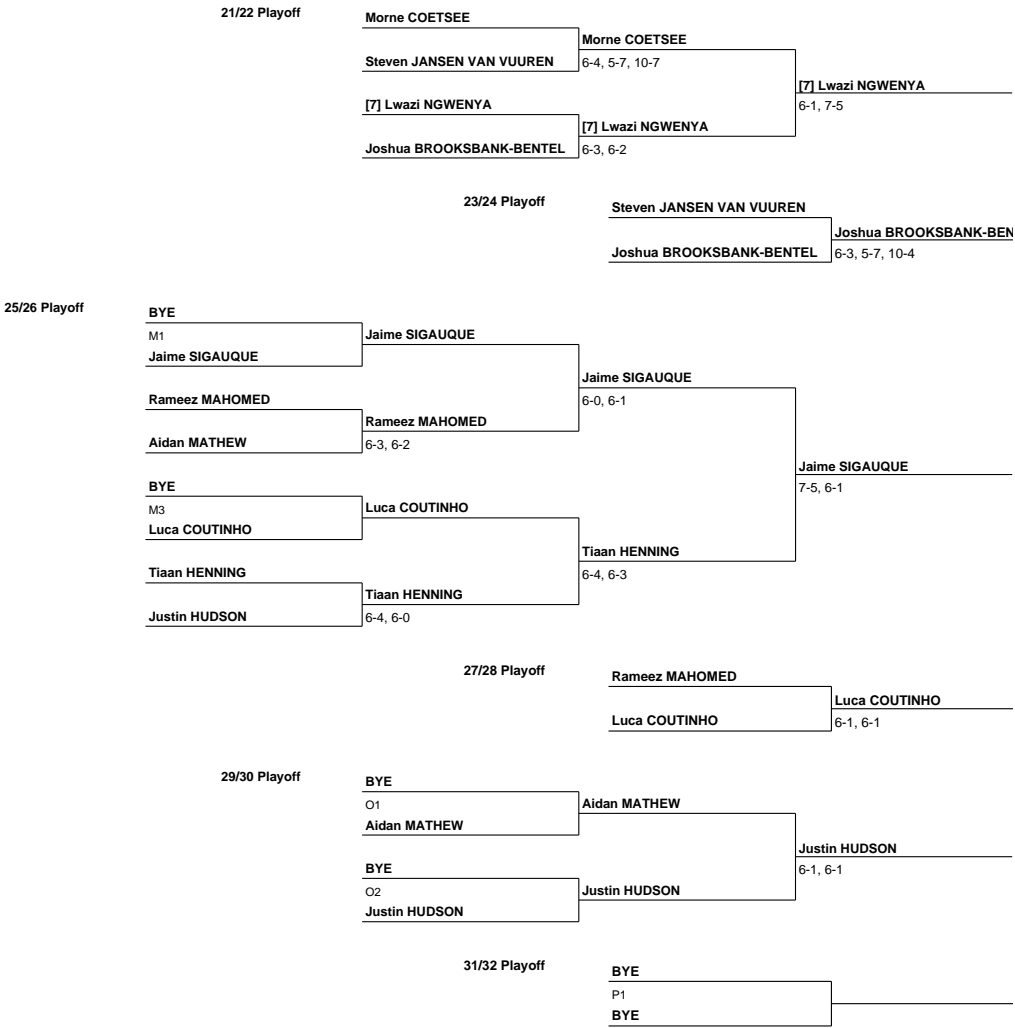 21/22 Playoff
Morne COETSEE
Morne COETSEE
Steven JANSEN VAN VUUREN
6-4, 5-7, 10-7
[7] Lwazi NGWENYA
6-1, 7-5
[7] Lwazi NGWENYA
[7] Lwazi NGWENYA
Joshua BROOKSBANK-BENTEL
6-3, 6-2
23/24 Playoff
Steven JANSEN VAN VUUREN
Joshua BROOKSBANK-BEN
Joshua BROOKSBANK-BENTEL
6-3, 5-7, 10-4
25/26 Playoff
BYE
M1
Jaime SIGAUQUE
Jaime SIGAUQUE
Jaime SIGAUQUE
6-0, 6-1
Rameez MAHOMED
Rameez MAHOMED
Aidan MATHEW
6-3, 6-2
Jaime SIGAUQUE
7-5, 6-1
BYE
M3
Luca COUTINHO
Luca COUTINHO
Tiaan HENNING
6-4, 6-3
Tiaan HENNING
Tiaan HENNING
Justin HUDSON
6-4, 6-0
27/28 Playoff
Rameez MAHOMED
Luca COUTINHO
Luca COUTINHO
6-1, 6-1
29/30 Playoff
BYE
O1
Aidan MATHEW
Aidan MATHEW
Justin HUDSON
6-1, 6-1
BYE
O2
Justin HUDSON
Justin HUDSON
31/32 Playoff
BYE
P1
BYE